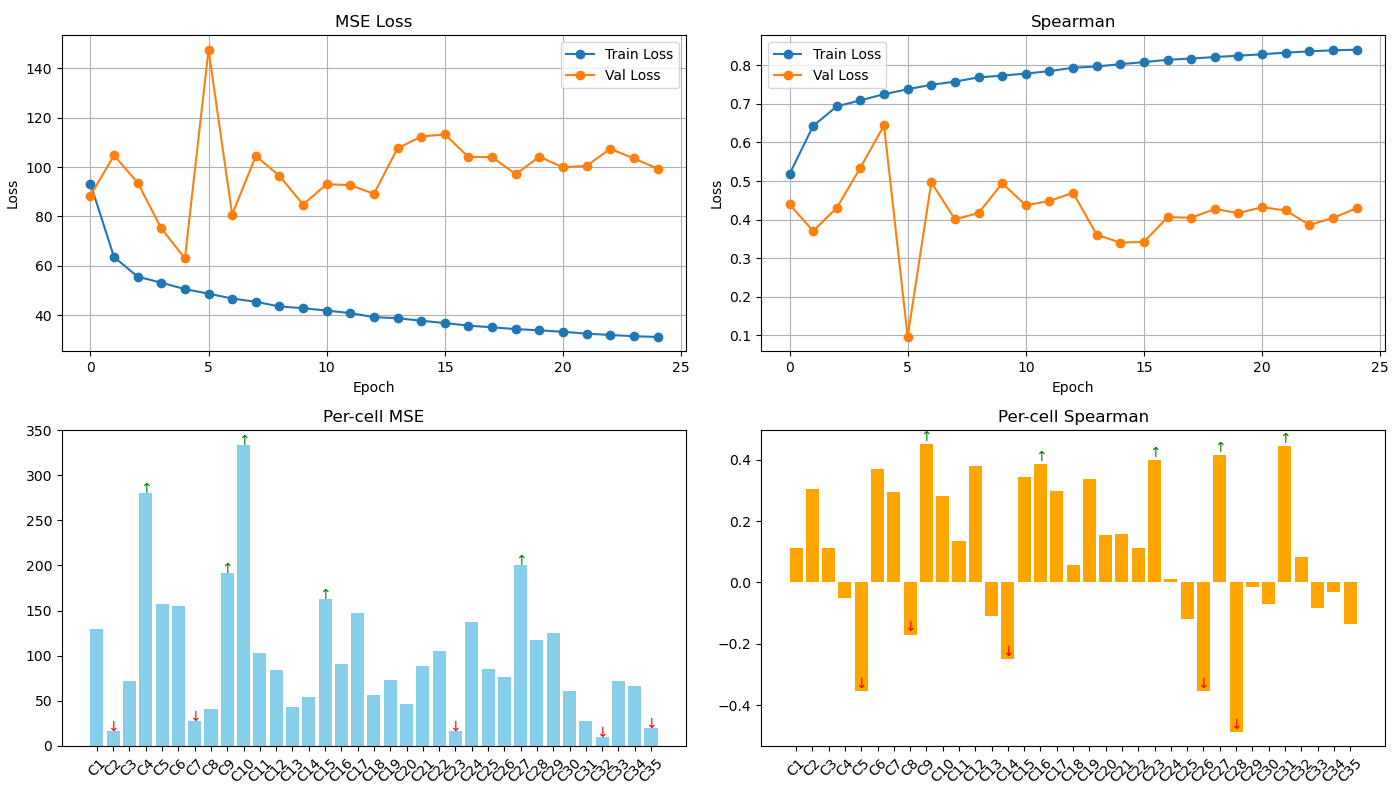 MSE Loss
140
120
100
80
60
40
Loss
Train Loss
Val Loss
0 5 10 15 20 25
Epoch
Spearman
0.8
0.7
0.6
0.5
0.4
0.3
0.2
0.1
Loss
Train Loss
Val Loss
0 5 10 15 20 25
Epoch
Per-cell MSE
350
300
250
200
150
100
50
0
↑ ↑ ↑ ↑ ↑
↓ ↓ ↓ ↓ ↓
C1 C2 C3 C4 C5 C6 C7 C8 C9 C10 C11 C12 C13 C14 C15 C16 C17 C18 C19 C20 C21 C22 C23 C24 C25 C26 C27 C28 C29 C30 C31 C32 C33 C34 C35
Per-cell Spearman
0.4
0.2
0.0
−0.2
−0.4
↑ ↑ ↑ ↑ ↑
↓ ↓ ↓ ↓ ↓
C1 C2 C3 C4 C5 C6 C7 C8 C9 C10 C11 C12 C13 C14 C15 C16 C17 C18 C19 C20 C21 C22 C23 C24 C25 C26 C27 C28 C29 C30 C31 C32 C33 C34 C35